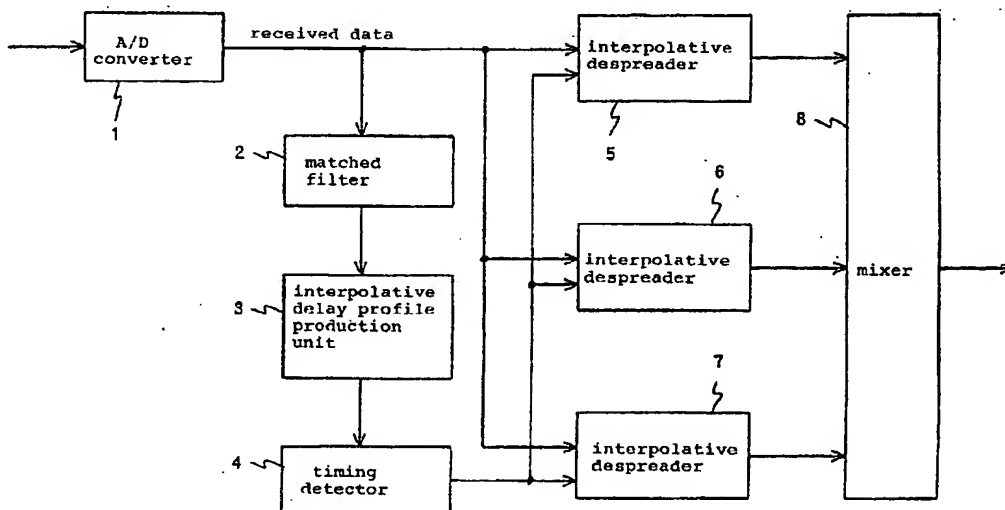 A/D
converter
1
received data
2
matched
filter
3
interpolative
delay profile
production
unit
4
timing
detector
interpolative
despreader
5
6
interpolative
despreader
7
interpolative
despreader
8
mixer